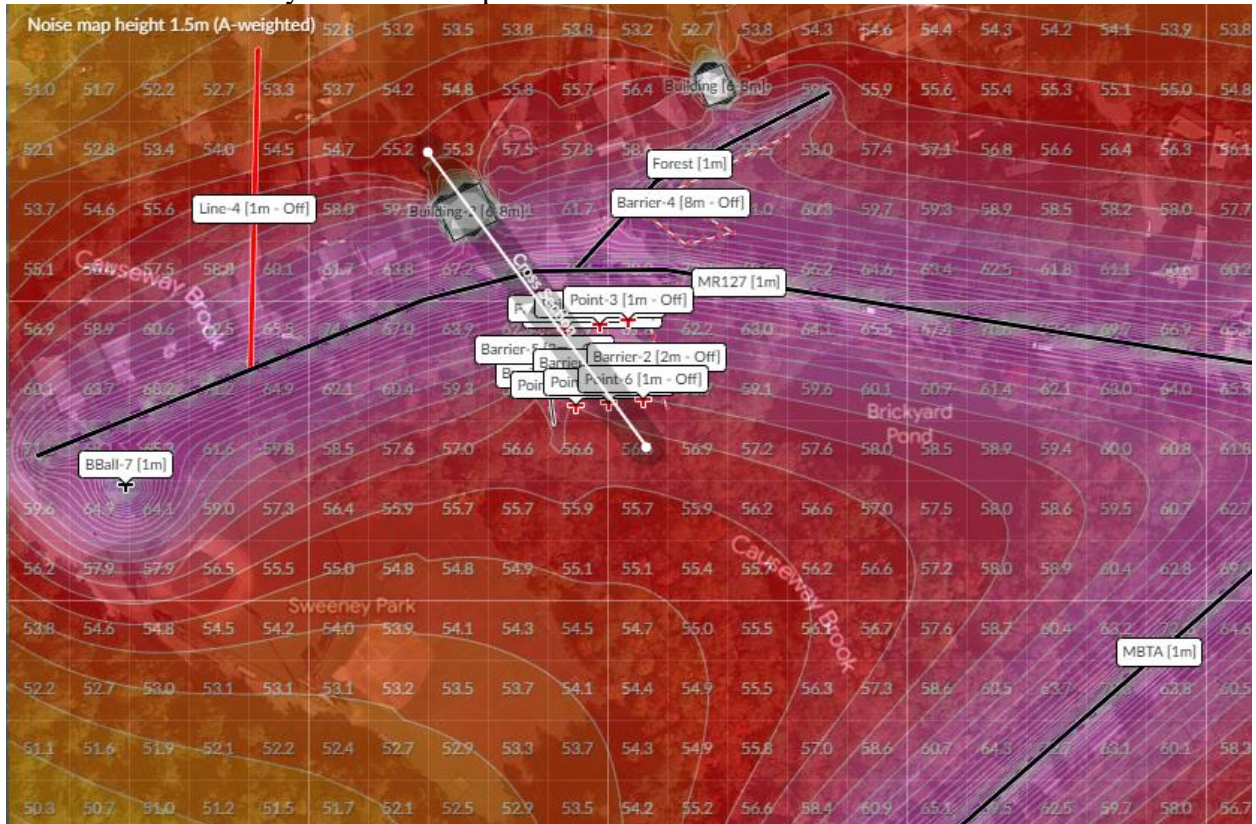 Noise map height 1.5m (A-weighted) 52.8 53.2 53.5 53.8 53.8 53.2 52.7 53.8 54.3 54.6 54.4 54.3 54.2 54.1 53.9 53.8
51.0 51.7 52.2 52.7 53.3 53.7 54.2 54.8 55.8 55.7 56.4 55.9 55.6 55.4 55.3 55.1 55.0 54.8
52.1 52.8 53.4 54.0 54.5 54.7 55.2 55.3 57.5 57.8 58.0 57.4 57.1 56.8 56.6 56.4 56.3 56.1
Forest [1m]
53.7 54.6 55.6 58.0 61.7 60.3 59.7 59.3 58.9 58.5 58.2 58.0 57.7
Line-4 [1m - Off]
Barrier-4 [8m - Off]
55.1 57.5 58.8 60.1 61.7 63.8 67.2 66.2 64.6 63.4 62.5 61.8 61.1 60.6 60.2
Causeway Brook
Cross
MR127 [1m]
Point-3 [1m - Off]
56.9 58.9 60.6 62.5 65.5 67.0 63.9 62.2 63.0 64.1 65.5 67.4 69.7 66.9
Barrier-2 [2m - Off]
Point-6 [1m - Off]
60.1 63.7 64.9 62.1 60.4 59.3 59.1 59.6 60.1 60.7 61.4 62.1 63.0 64.0
Brickyard
Pond
61.6 59.8 58.5 57.6 57.0 56.6 56.6 56.9 57.2 57.6 58.0 58.5 58.9 59.4 60.0 60.8 61.8
BBall-7 [1m]
59.6 64.9 64.1 59.0 57.3 56.4 55.9 55.7 55.7 55.9 55.7 55.9 56.2 56.6 57.0 57.5 58.0 58.6 59.5 60.7 62.7
56.2 57.9 57.9 56.5 55.5 55.0 54.8 54.8 54.9 55.1 55.1 55.4 55.7 56.2 56.6 57.2 58.0 58.9 60.4 62.8
Causeway Brook
Sweeney Park
53.8 54.6 54.8 54.5 54.2 54.0 53.9 54.1 54.3 54.5 54.7 55.0 55.5 56.1 56.7 57.6 58.7 60.4 63.2 64.6
MBTA [1m]
52.2 52.7 53.0 53.1 53.1 53.1 53.2 53.5 53.7 54.1 54.4 54.9 55.5 56.3 57.3 58.6 60.5 63.7 63.8 60.5
51.1 51.6 51.9 52.1 52.2 52.4 52.7 52.9 53.3 53.7 54.3 54.9 55.8 57.0 58.6 60.7 64.3 63.1 60.1 58.3
50.3 50.7 51.0 51.2 51.5 51.7 52.1 52.5 52.9 53.5 54.2 55.2 56.6 58.4 60.9 65.1 62.5 59.7 58.0 56.7